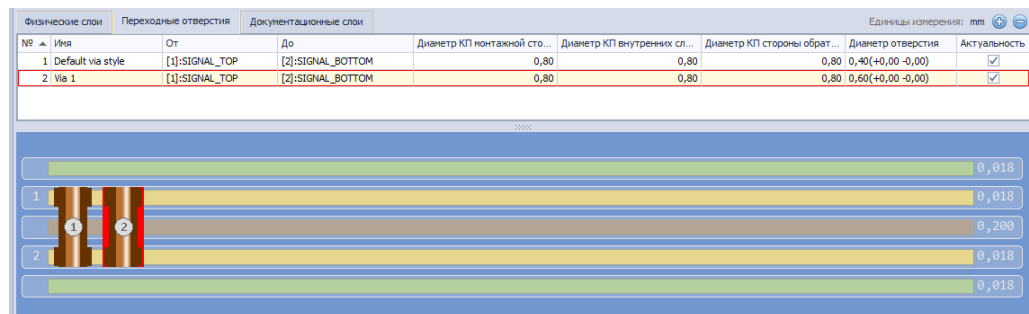 Физические слои Переходные отверстия Документационные слои Единицы измерения: mm
Nº Имя От До Диаметр КП монтажной сто... Диаметр КП внутренних сл... Диаметр КП стороны обрат... Диаметр отверстия Актуальность
1 Default via style [1]:SIGNAL_TOP [2]:SIGNAL_BOTTOM 0,80 0,80 0,80 0,40(+0,00 -0,00)
2 Via 1 [1]:SIGNAL_TOP [2]:SIGNAL_BOTTOM 0,80 0,80 0,80 0,60(+0,00 -0,00)
0,018
1 0,018
1 2 0,200
2 0,018
0,018